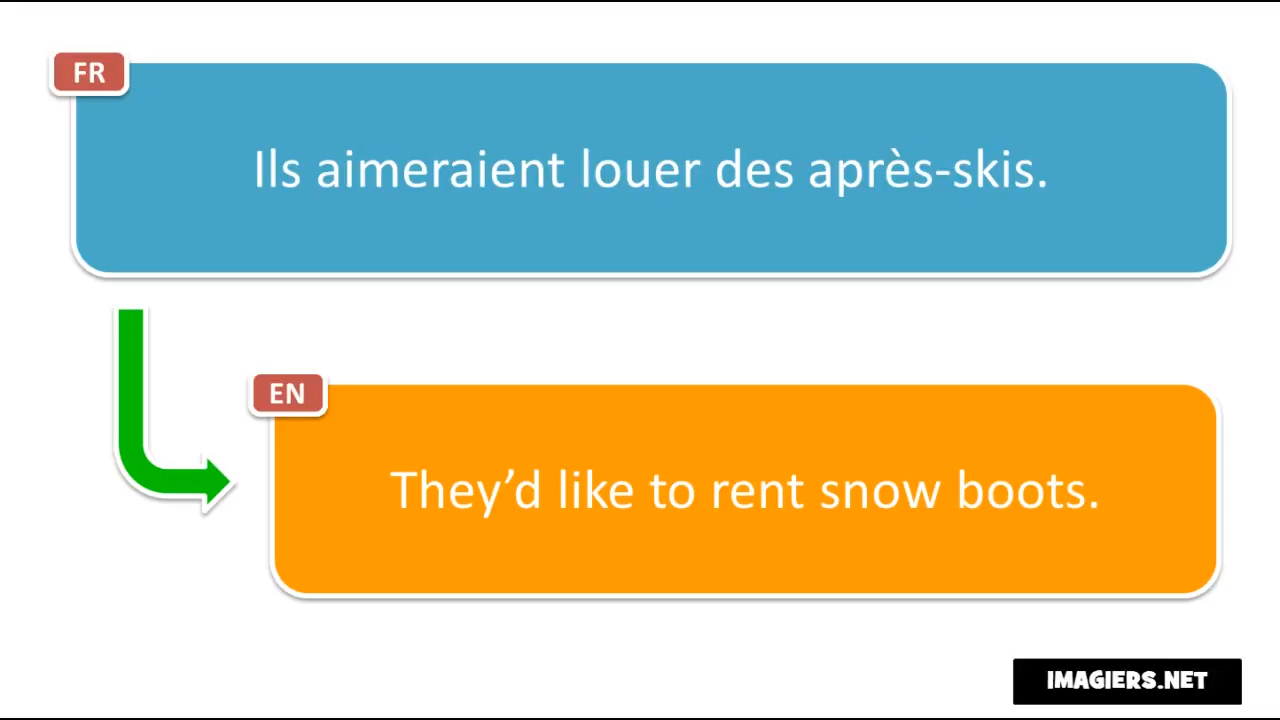 FR
Ils aimeraient louer des après-skis.
EN
They’d like to rent snow boots.
IMAGIERS.NET